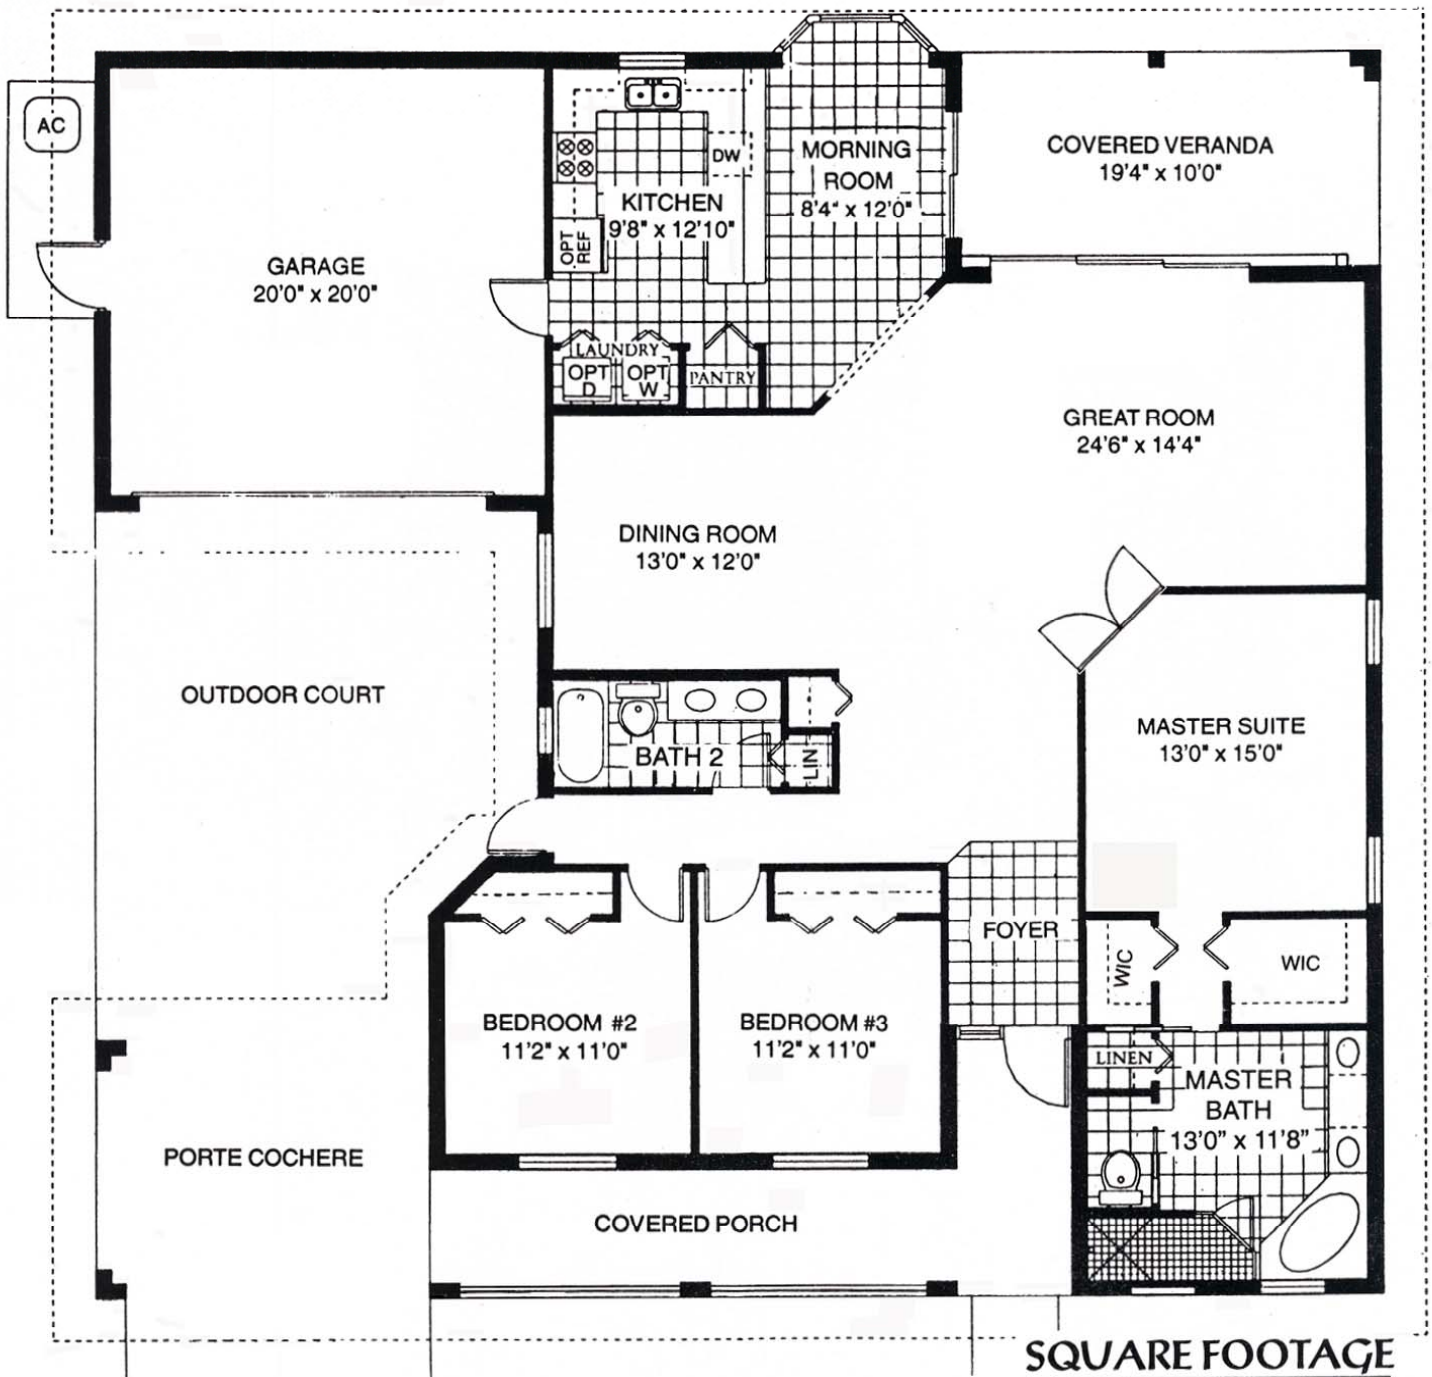 AC
GARAGE
20'0" x 20'0"
KITCHEN
9'8" x 12'10"
DW
OPT
REF
MORNING
ROOM
8'4" x 12'0"
COVERED VERANDA
19'4" x 10'0"
LAUNDRY
OPT
D
OPT
W
PANTRY
GREAT ROOM
24'6" x 14'4"
DINING ROOM
13'0" x 12'0"
OUTDOOR COURT
BATH 2
LIN
MASTER SUITE
13'0" x 15'0"
FOYER
WIC
WIC
BEDROOM #2
11'2" x 11'0"
BEDROOM #3
11'2" x 11'0"
LINEN
MASTER
BATH
13'0" x 11'8"
PORTE COCHERE
COVERED PORCH
SQUARE FOOTAGE